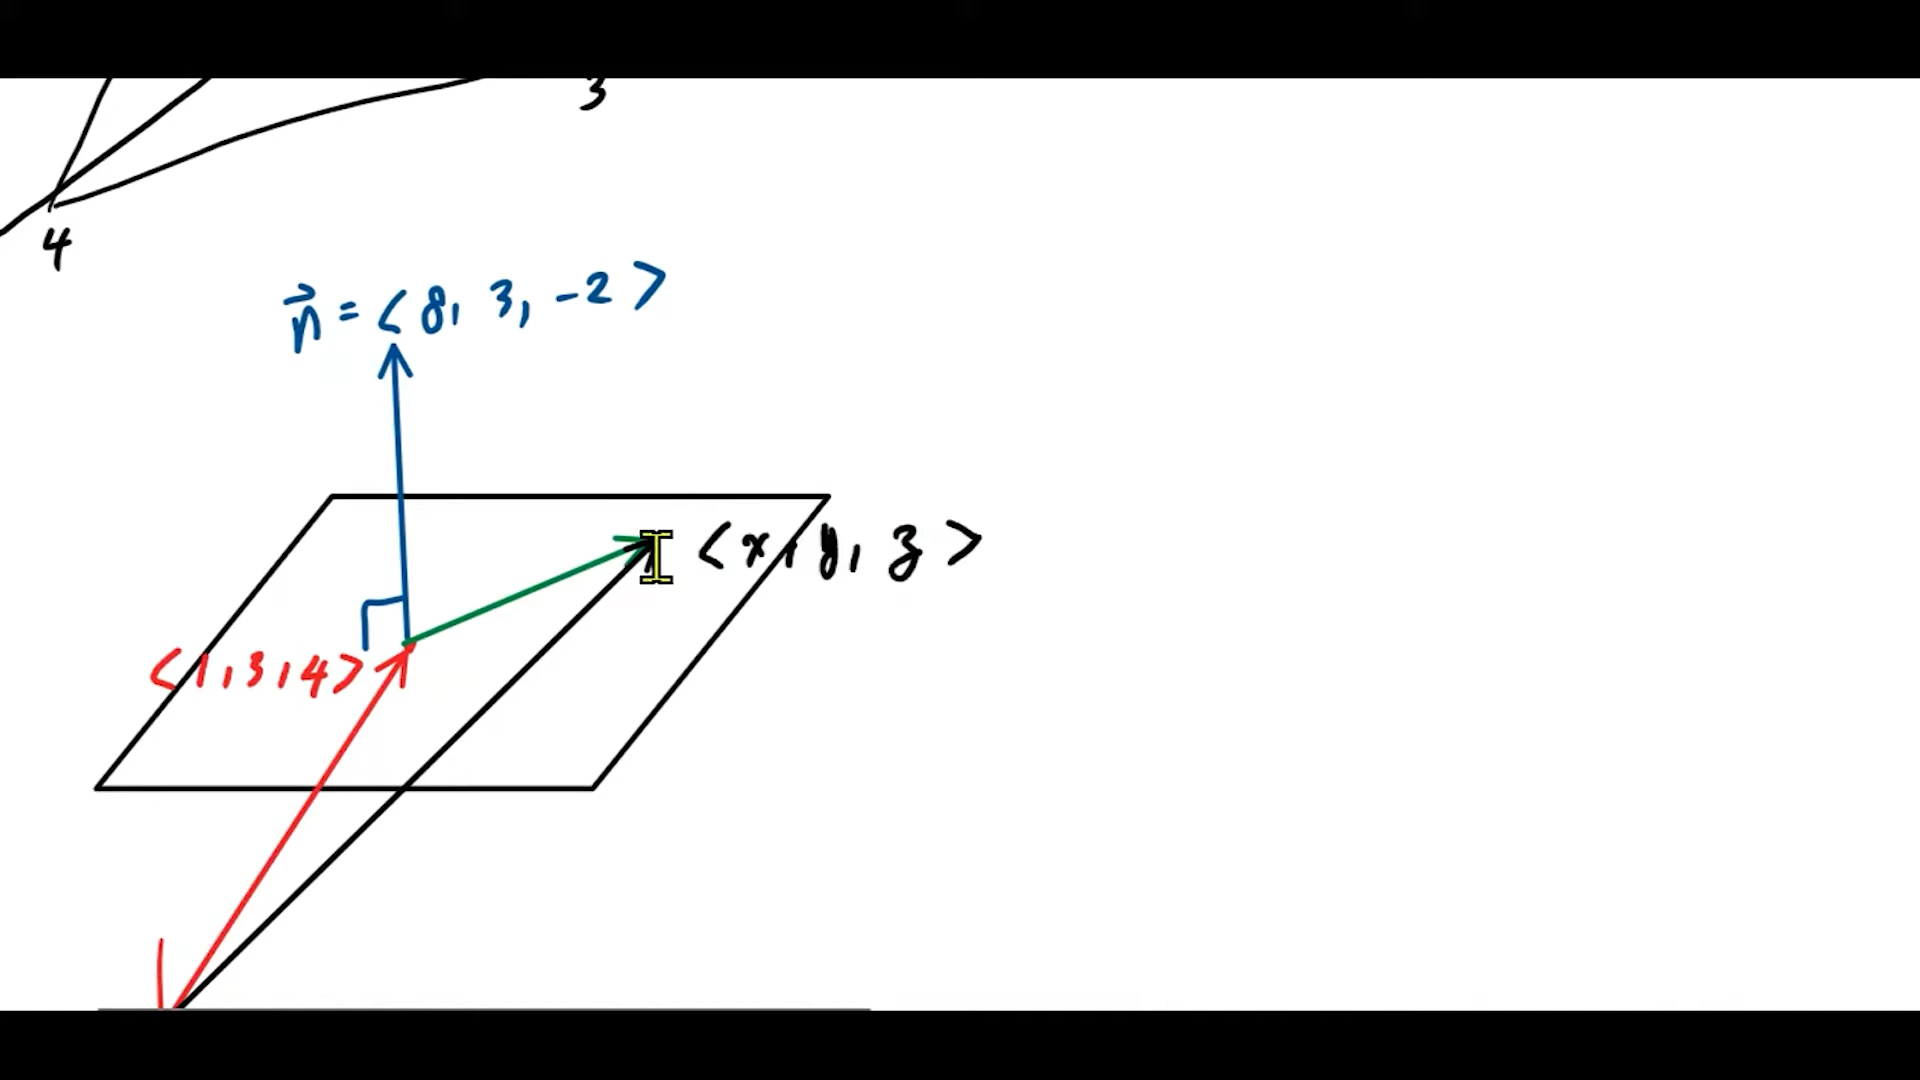 3
4
n⃗ = ⟨ 8, 3, -2 ⟩
⟨ x, y, z ⟩
⟨ 1, 3, 4 ⟩